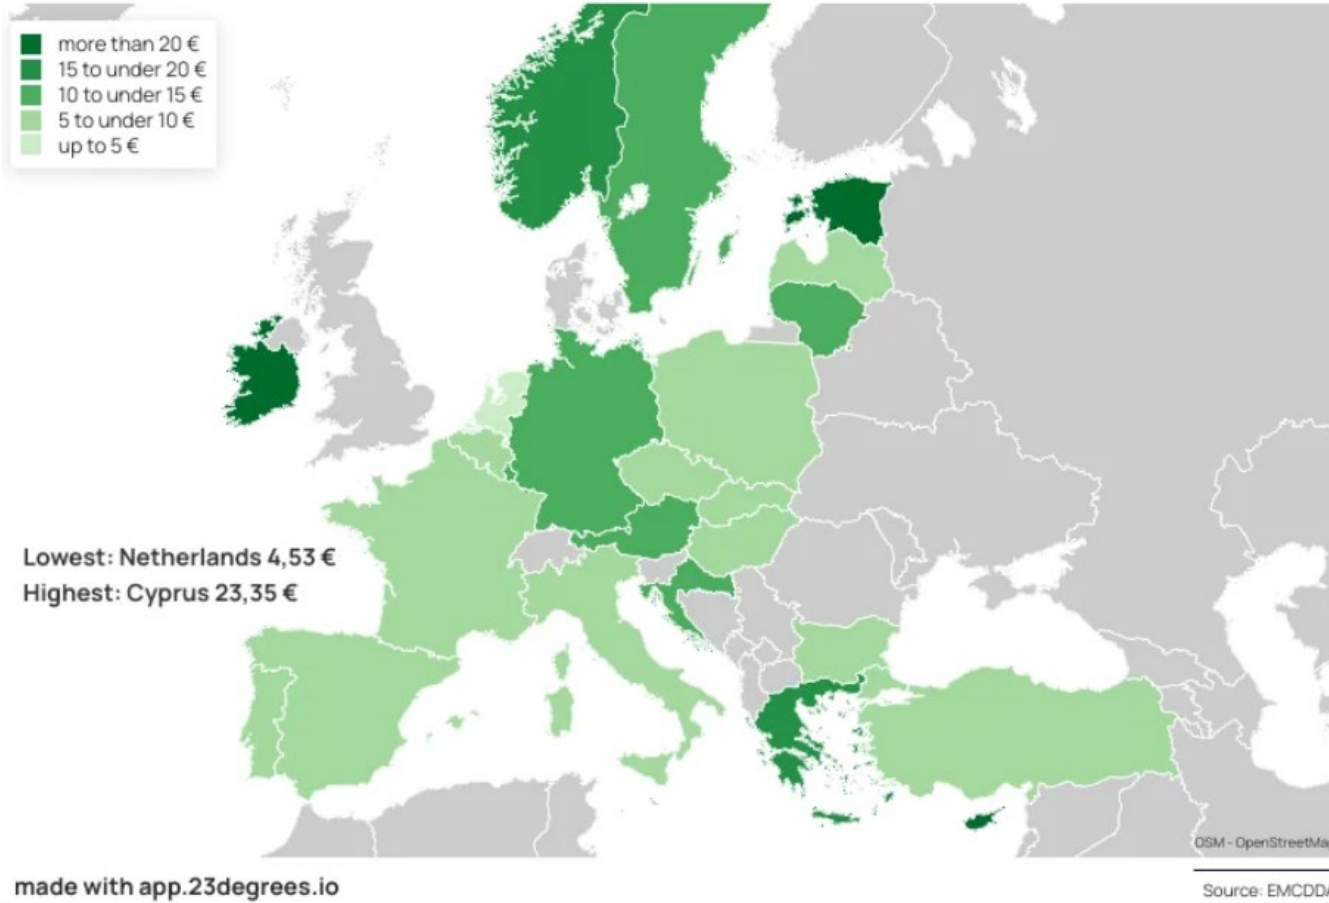 more than 20 €
15 to under 20 €
10 to under 15 €
5 to under 10 €
up to 5 €
Lowest: Netherlands 4,53 €
Highest: Cyprus 23,35 €
OSM - OpenStreetMa
made with app.23degrees.io
Source: EMCDDA